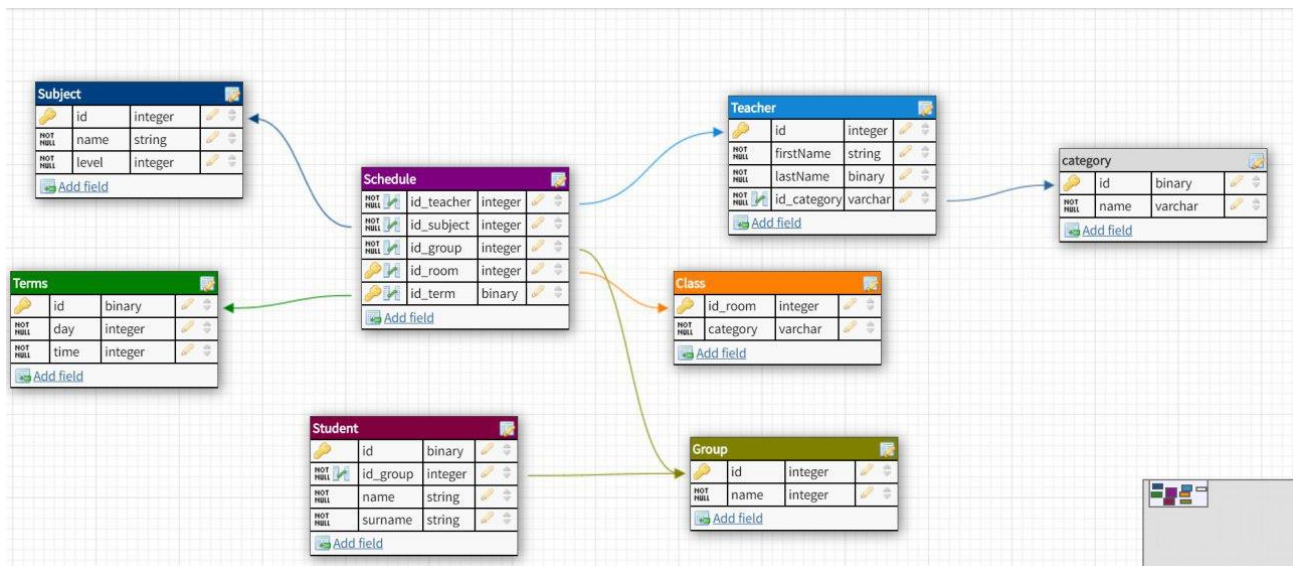 Subject
id integer
NOT NULL name string
NOT NULL level integer
Add field
Teacher
id integer
NOT NULL firstName string
NOT NULL lastName binary
NOT NULL id_category varchar
Add field
category
id binary
NOT NULL name varchar
Add field
Schedule
NOT NULL id_teacher integer
NOT NULL id_subject integer
NOT NULL id_group integer
id_room integer
id_term binary
Add field
Terms
id binary
NOT NULL day integer
NOT NULL time integer
Add field
Class
id_room integer
NOT NULL category varchar
Add field
Student
id binary
NOT NULL id_group integer
NOT NULL name string
NOT NULL surname string
Add field
Group
id integer
NOT NULL name integer
Add field